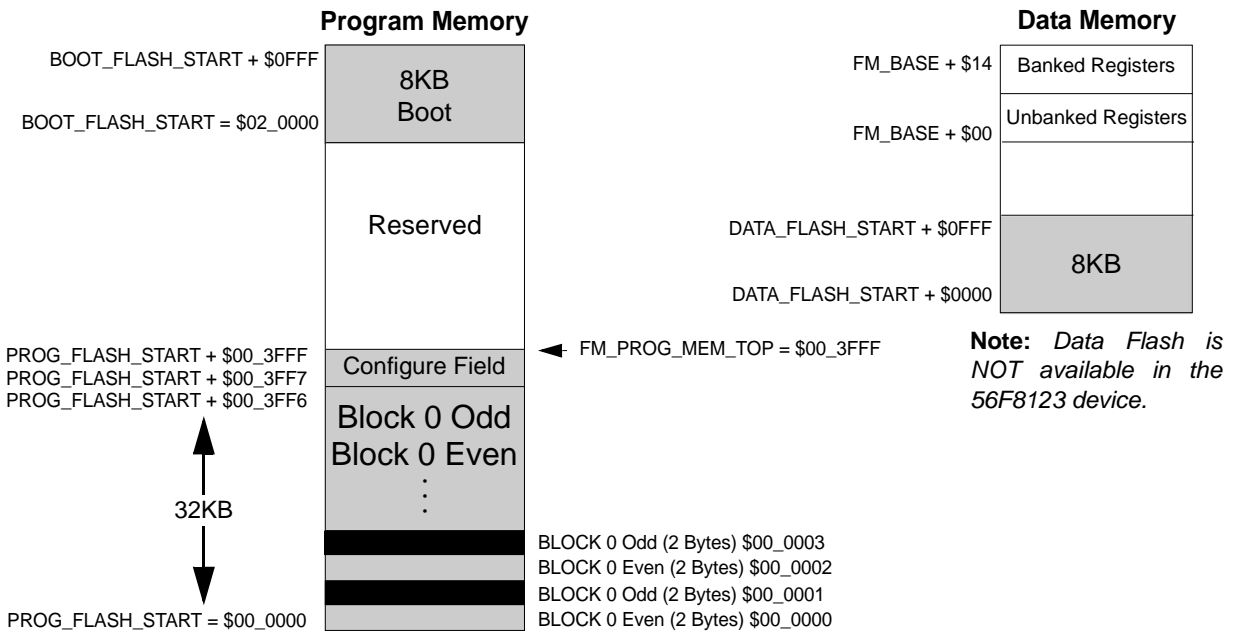 Program Memory
BOOT_FLASH_START + $0FFF
8KB
Boot
BOOT_FLASH_START = $02_0000
Reserved
PROG_FLASH_START + $00_3FFF
PROG_FLASH_START + $00_3FF7
PROG_FLASH_START + $00_3FF6
Configure Field
FM_PROG_MEM_TOP = $00_3FFF
Block 0 Odd
Block 0 Even
32KB
BLOCK 0 Odd (2 Bytes) $00_0003
BLOCK 0 Even (2 Bytes) $00_0002
BLOCK 0 Odd (2 Bytes) $00_0001
BLOCK 0 Even (2 Bytes) $00_0000
PROG_FLASH_START = $00_0000
Data Memory
FM_BASE + $14
Banked Registers
Unbanked Registers
FM_BASE + $00
DATA_FLASH_START + $0FFF
8KB
DATA_FLASH_START + $0000
Note: Data Flash is
NOT available in the
56F8123 device.